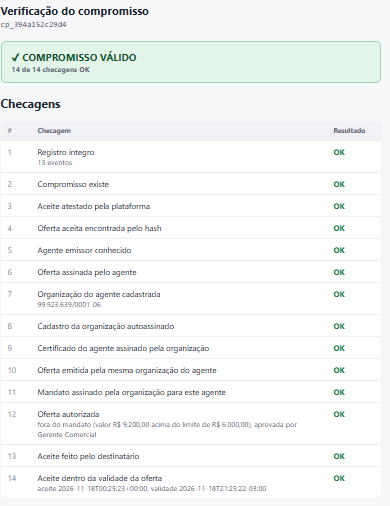 Verificação do compromisso
cp_394a152c29d4
✓ COMPROMISSO VÁLIDO
14 de 14 checagens OK
Checagens
# Checagem Resultado
1 Registro íntegro OK
13 eventos
2 Compromisso existe OK
3 Aceite atestado pela plataforma OK
4 Oferta aceita encontrada pelo hash OK
5 Agente emissor conhecido OK
6 Oferta assinada pelo agente OK
7 Organização do agente cadastrada OK
99.923.639/0001-06
8 Cadastro da organização autoassinado OK
9 Certificado do agente assinado pela organização OK
10 Oferta emitida pela mesma organização do agente OK
11 Mandato assinado pela organização para este agente OK
12 Oferta autorizada OK
fora do mandato (valor R$ 9.200,00 acima do limite de R$ 6.000,00), aprovada por
Gerente Comercial
13 Aceite feito pelo destinatário OK
14 Aceite dentro da validade da oferta OK
aceite 2026-11-18T00:25:23+00:00, validade 2026-11-18T21:25:22-03:00